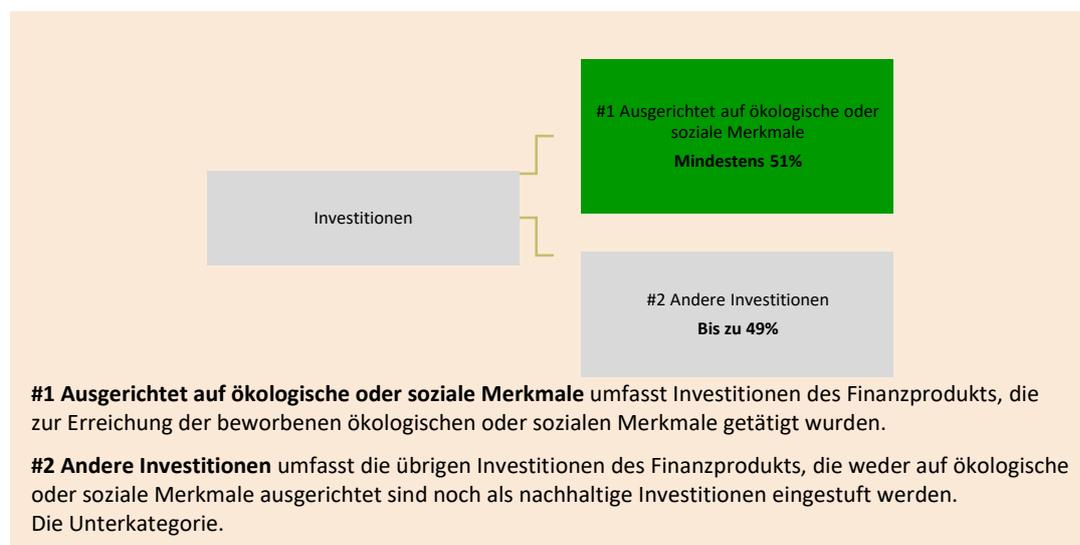 #1 Ausgerichtet auf ökologische oder
soziale Merkmale
Mindestens 51%
Investitionen
#2 Andere Investitionen
Bis zu 49%
#1 Ausgerichtet auf ökologische oder soziale Merkmale umfasst Investitionen des Finanzprodukts, die
zur Erreichung der beworbenen ökologischen oder sozialen Merkmale getätigt wurden.
#2 Andere Investitionen umfasst die übrigen Investitionen des Finanzprodukts, die weder auf ökologische
oder soziale Merkmale ausgerichtet sind noch als nachhaltige Investitionen eingestuft werden.
Die Unterkategorie.